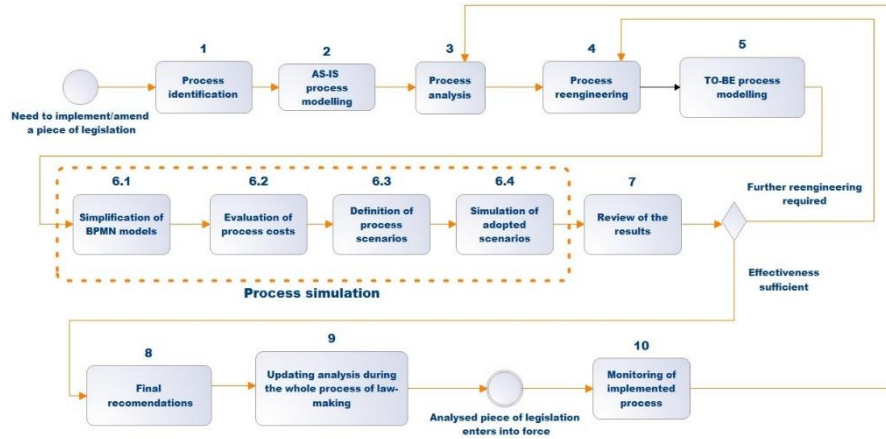 1
2
3
4
5
Process
identification
AS-IS
process
modelling
Process
analysis
Process
reengineering
TO-BE process
modelling
Need to implement/amend
a piece of legislation
6.1
6.2
6.3
6.4
7
Simplification of
BPMN models
Evaluation of
process costs
Definition of
process
scenarios
Simulation of
adopted
scenarios
Review of the
results
Further reengineering
required
Process simulation
Effectiveness
sufficient
8
9
10
Final
recomendations
Updating analysis during
the whole process of law-
making
Analysed piece of legislation
enters into force
Monitoring of
implemented
process